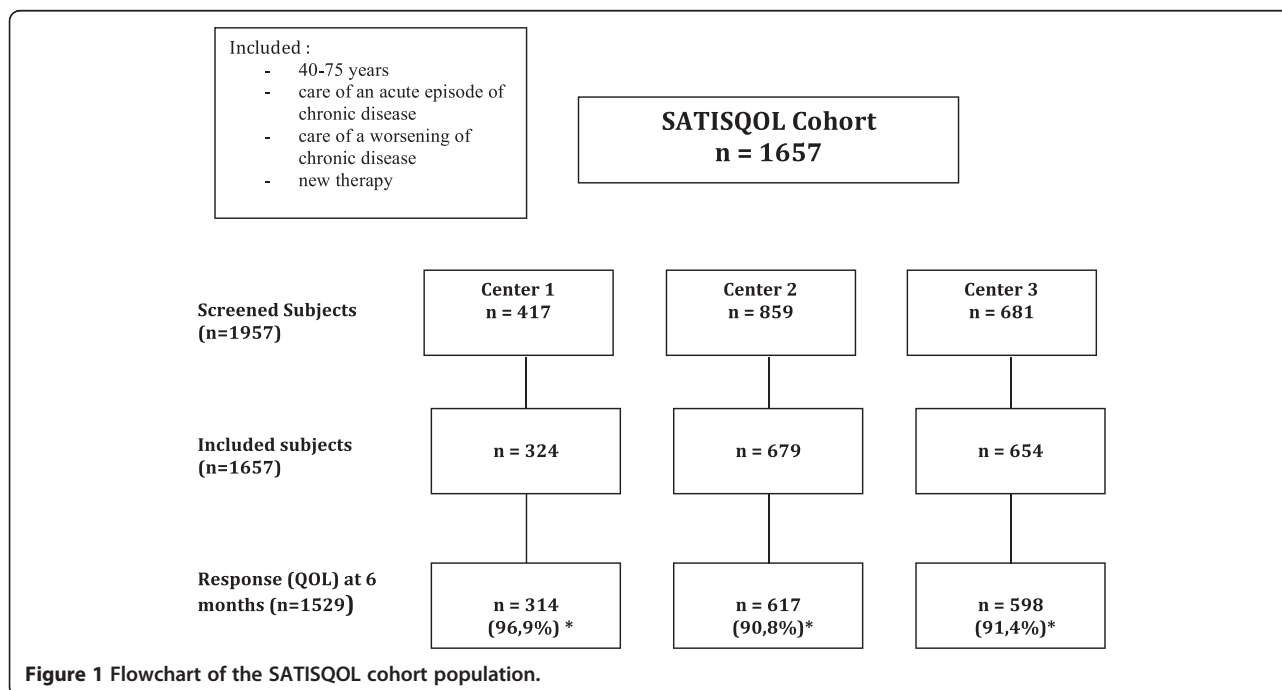 Included :
- 40-75 years
- care of an acute episode of
chronic disease
- care of a worsening of
chronic disease
- new therapy
SATISQOL Cohort
n = 1657
Screened Subjects
(n=1957)
Center 1
n = 417
Center 2
n = 859
Center 3
n = 681
Included subjects
(n=1657)
n = 324
n = 679
n = 654
Response (QOL) at 6
months (n=1529)
n = 314
(96,9%) *
n = 617
(90,8%)*
n = 598
(91,4%)*
Figure 1 Flowchart of the SATISQOL cohort population.